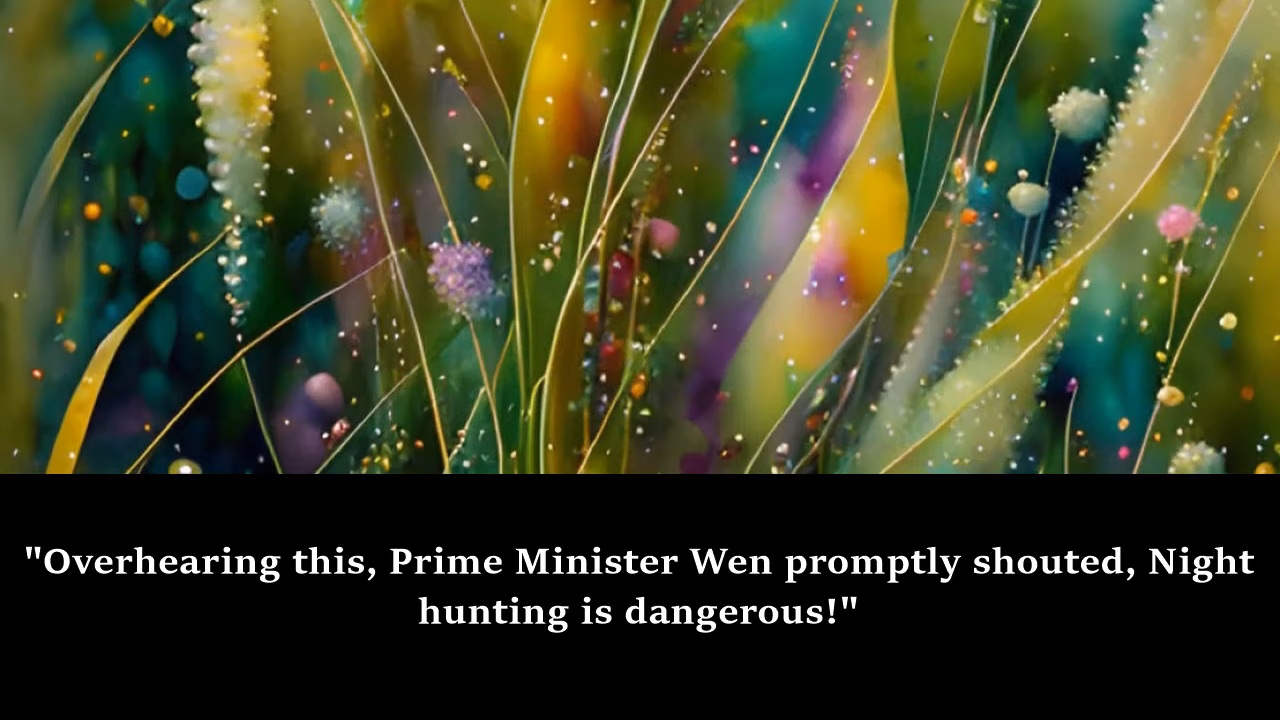 "Overhearing this, Prime Minister Wen promptly shouted, Night
hunting is dangerous!"